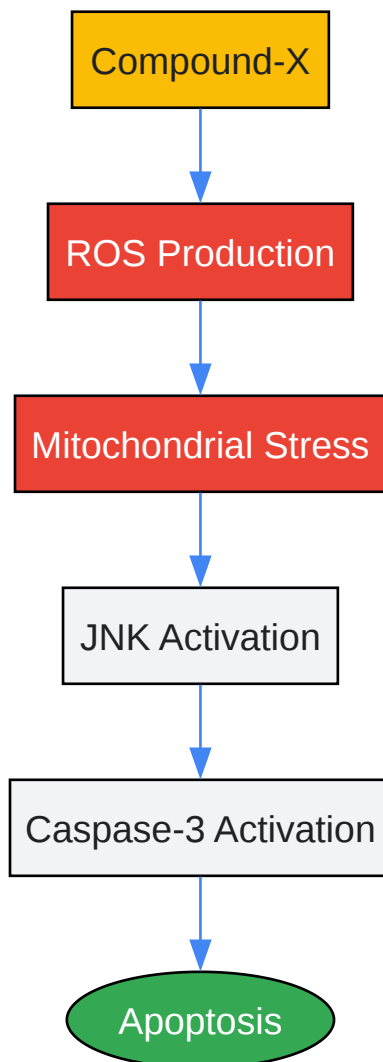 Compound-X
ROS Production
Mitochondrial Stress
JNK Activation
Caspase-3 Activation
Apoptosis